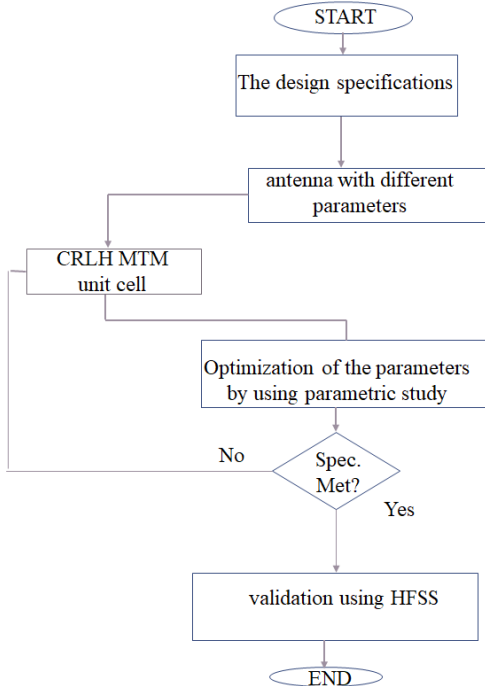 START
The design specifications
antenna with different
parameters
CRLH MTM
unit cell
Optimization of the parameters
by using parametric study
No
Spec.
Met?
Yes
validation using HFSS
END